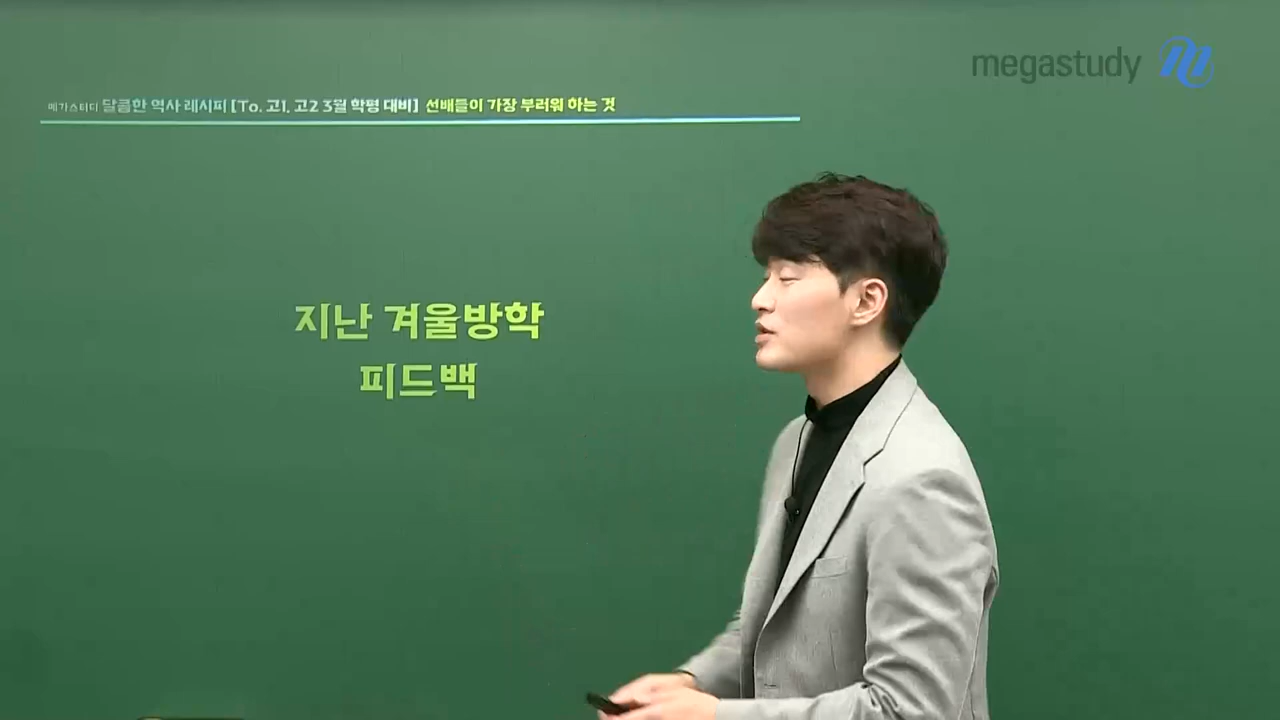 megastudy
메가스터디 달콤한 역사 레시피 [To. 고1, 고2 3월 학평 대비] 선배들이 가장 부러워 하는 것
지난 겨울방학
피드백